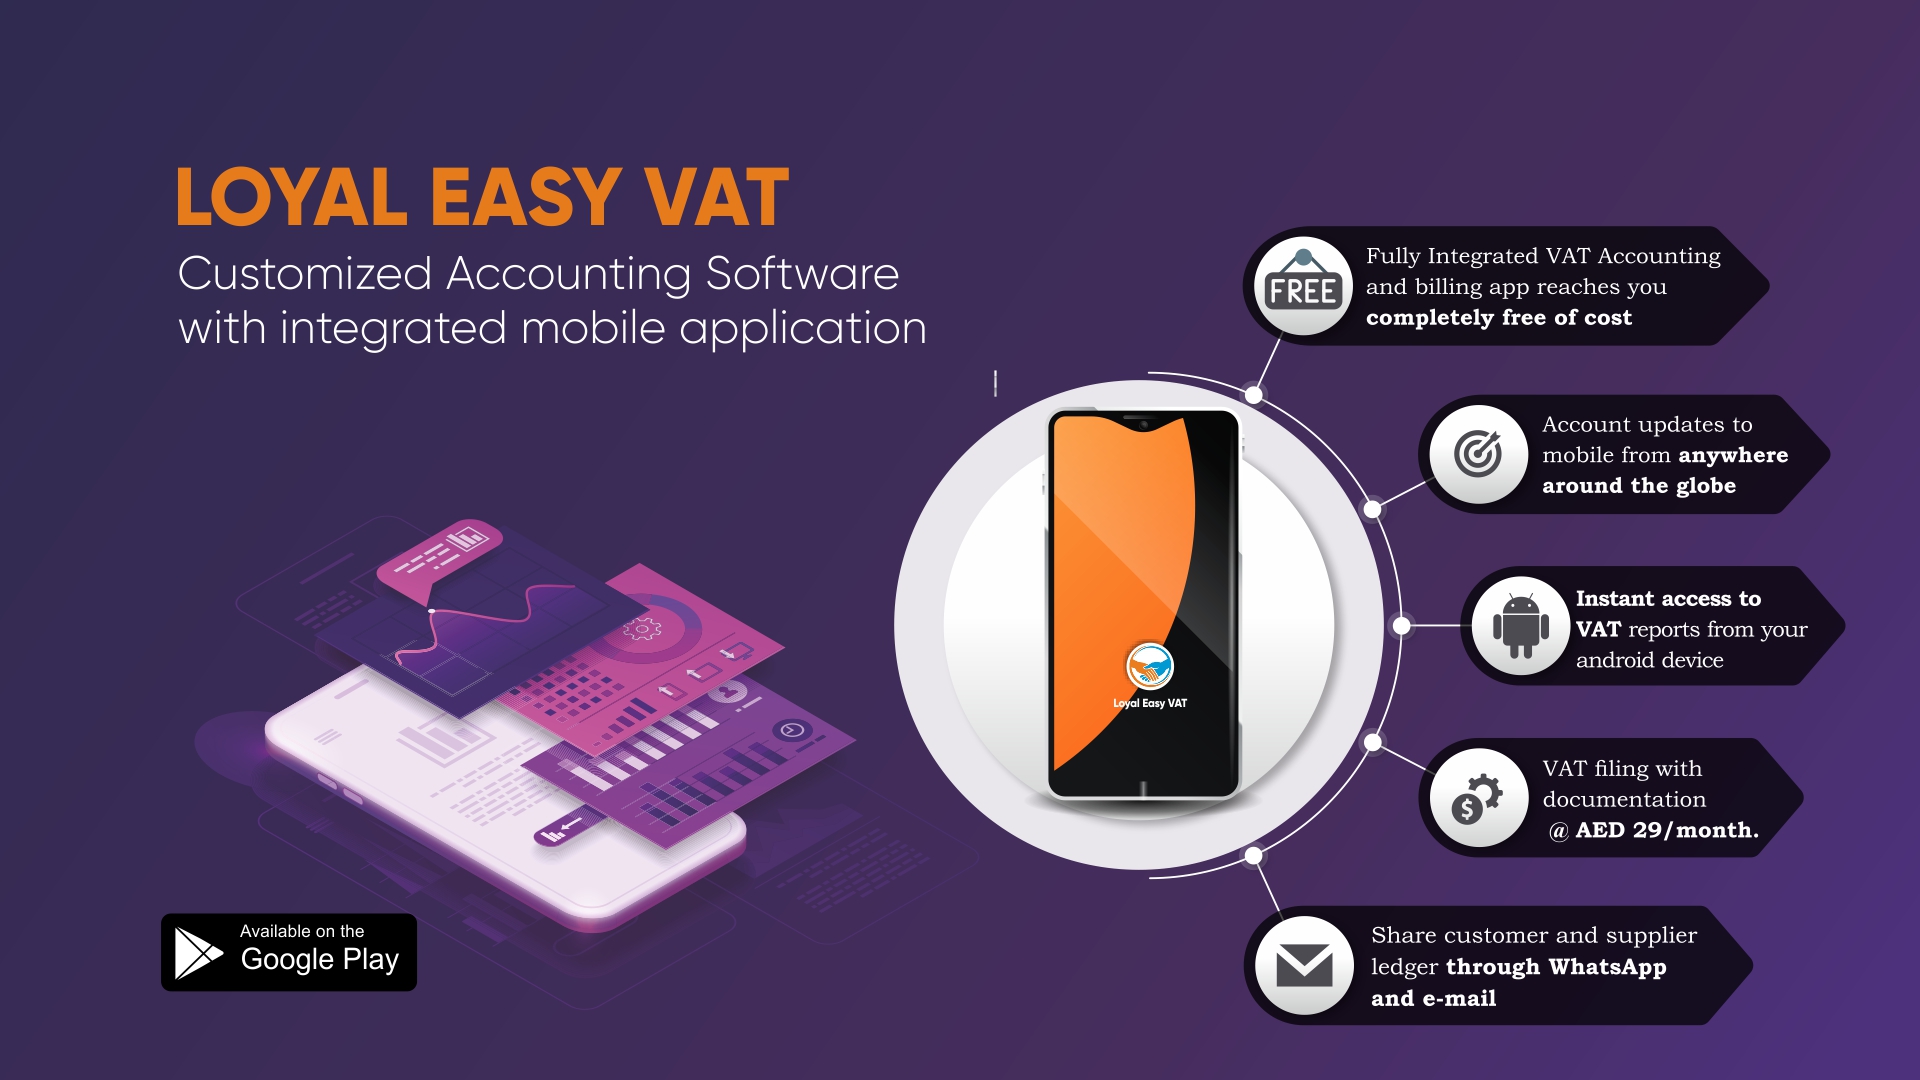 LOYAL EASY VAT
Customized Accounting Software
with integrated mobile application
FREE
Fully Integrated VAT Accounting
and billing app reaches you
completely free of cost
Account updates to
mobile from anywhere
around the globe
Instant access to
VAT reports from your
android device
Loyal Easy VAT
$
VAT filing with
documentation
@ AED 29/month.
Share customer and supplier
ledger through WhatsApp
and e-mail
Available on the
Google Play